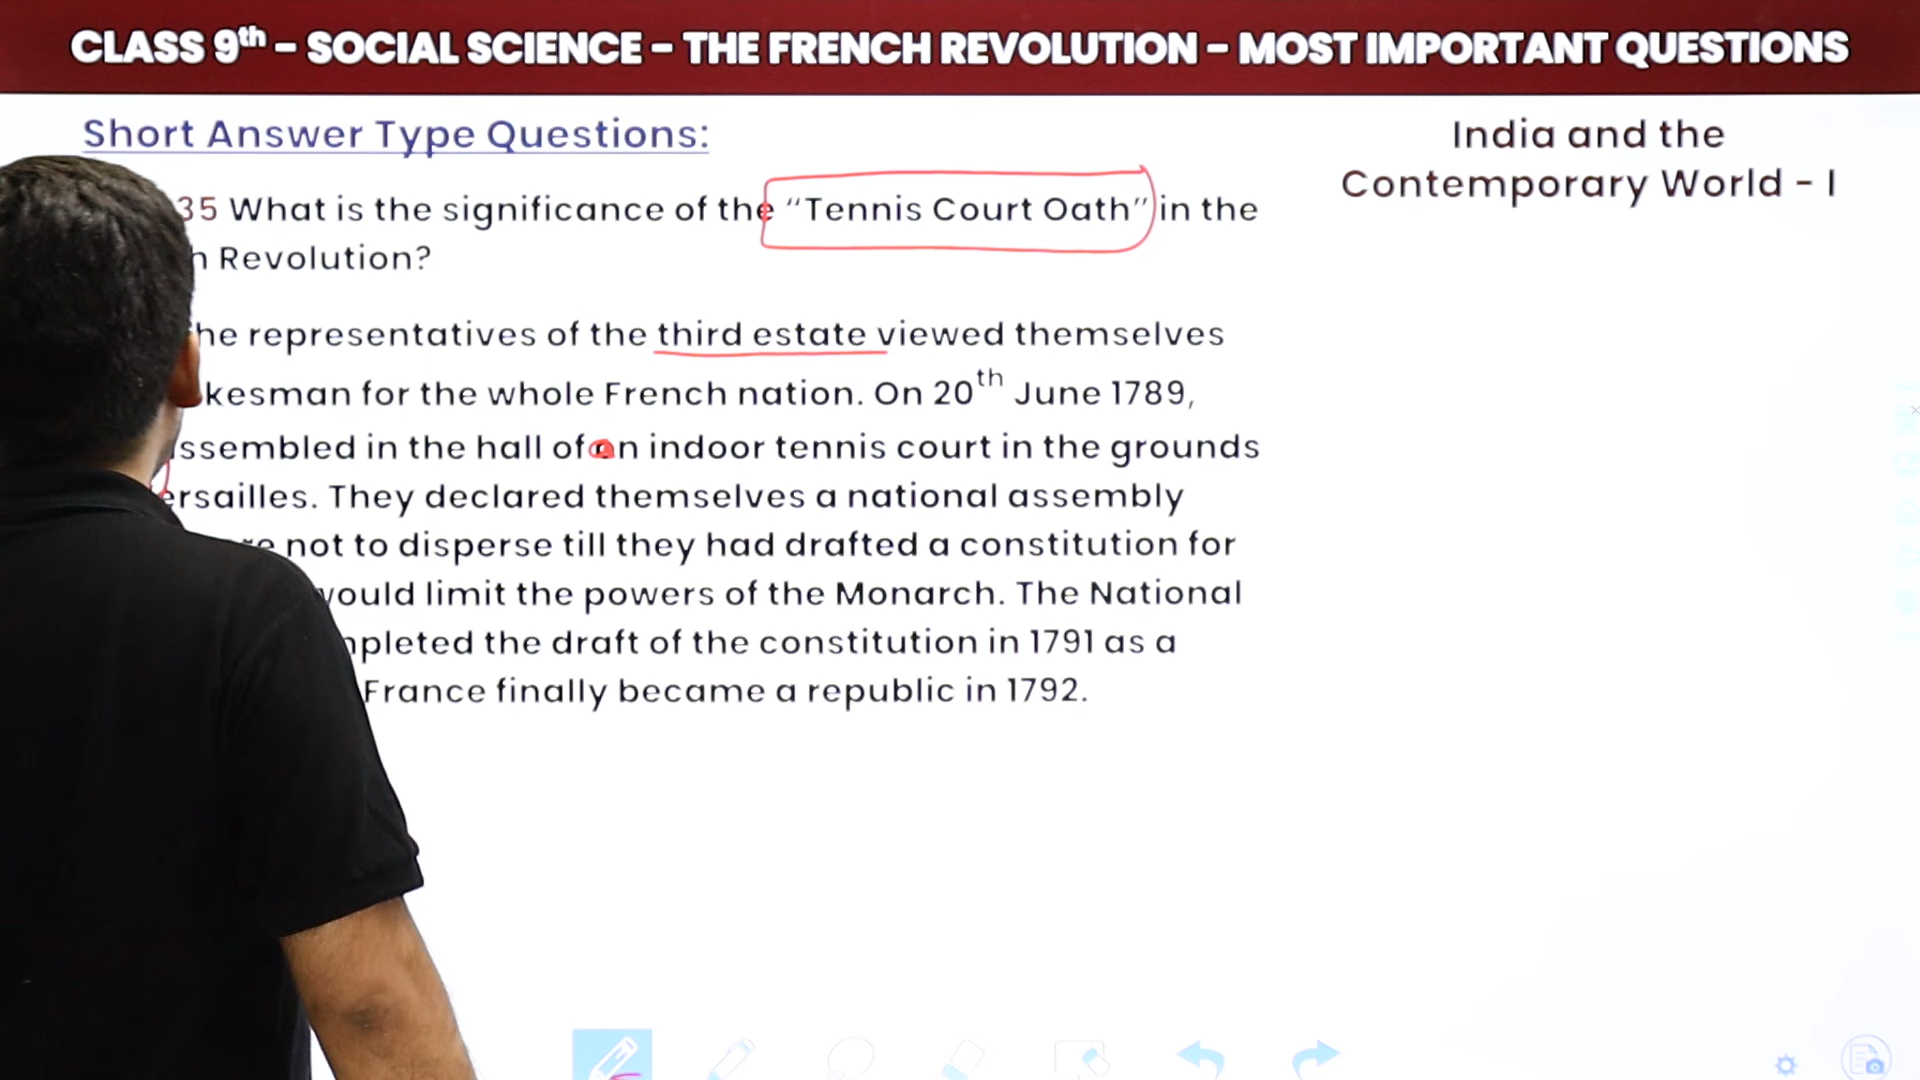 CLASS 9th – SOCIAL SCIENCE – THE FRENCH REVOLUTION – MOST IMPORTANT QUESTIONS
Short Answer Type Questions:
India and the
Contemporary World - I
35 What is the significance of the "Tennis Court Oath" in the
Revolution?
representatives of the third estate viewed themselves
for the whole French nation. On 20th June 1789,
in the hall of an indoor tennis court in the grounds
They declared themselves a national assembly
not to disperse till they had drafted a constitution for
would limit the powers of the Monarch. The National
the draft of the constitution in 1791 as a
France finally became a republic in 1792.